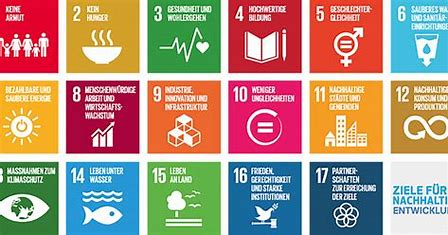 KEINE
ARMUT
2 KEIN
HUNGER
3 GESUNDHEIT UND
WOHLERGEHEN
4 HOCHWERTIGE
BILDUNG
5 GESCHLECHTER-
GLEICHHEIT
6 SAUBERES WA
UND SANITÄR-
EINRICHTUNG
BEZAHLBARE UND
SAUBERE ENERGIE
8 MENSCHENWÜRDIGE
ARBEIT UND
WIRTSCHAFTS-
WACHSTUM
9 INDUSTRIE,
INNOVATION UND
INFRASTRUKTUR
10 WENIGER
UNGLEICHHEITEN
11 NACHHALTIGE
STÄDTE UND
GEMEINDEN
12 NACHHALTIG
KONSUM UND
PRODUKTION
3 MASSNAHMEN ZUM
KLIMASCHUTZ
14 LEBEN UNTER
WASSER
15 LEBEN
AN LAND
16 FRIEDEN,
GERECHTIGKEIT
UND STARKE
INSTITUTIONEN
17 PARTNER-
SCHAFTEN
ZUR ERREICHUNG
DER ZIELE
ZIELE FÜR
NACHHALTI
ENTWICKLU